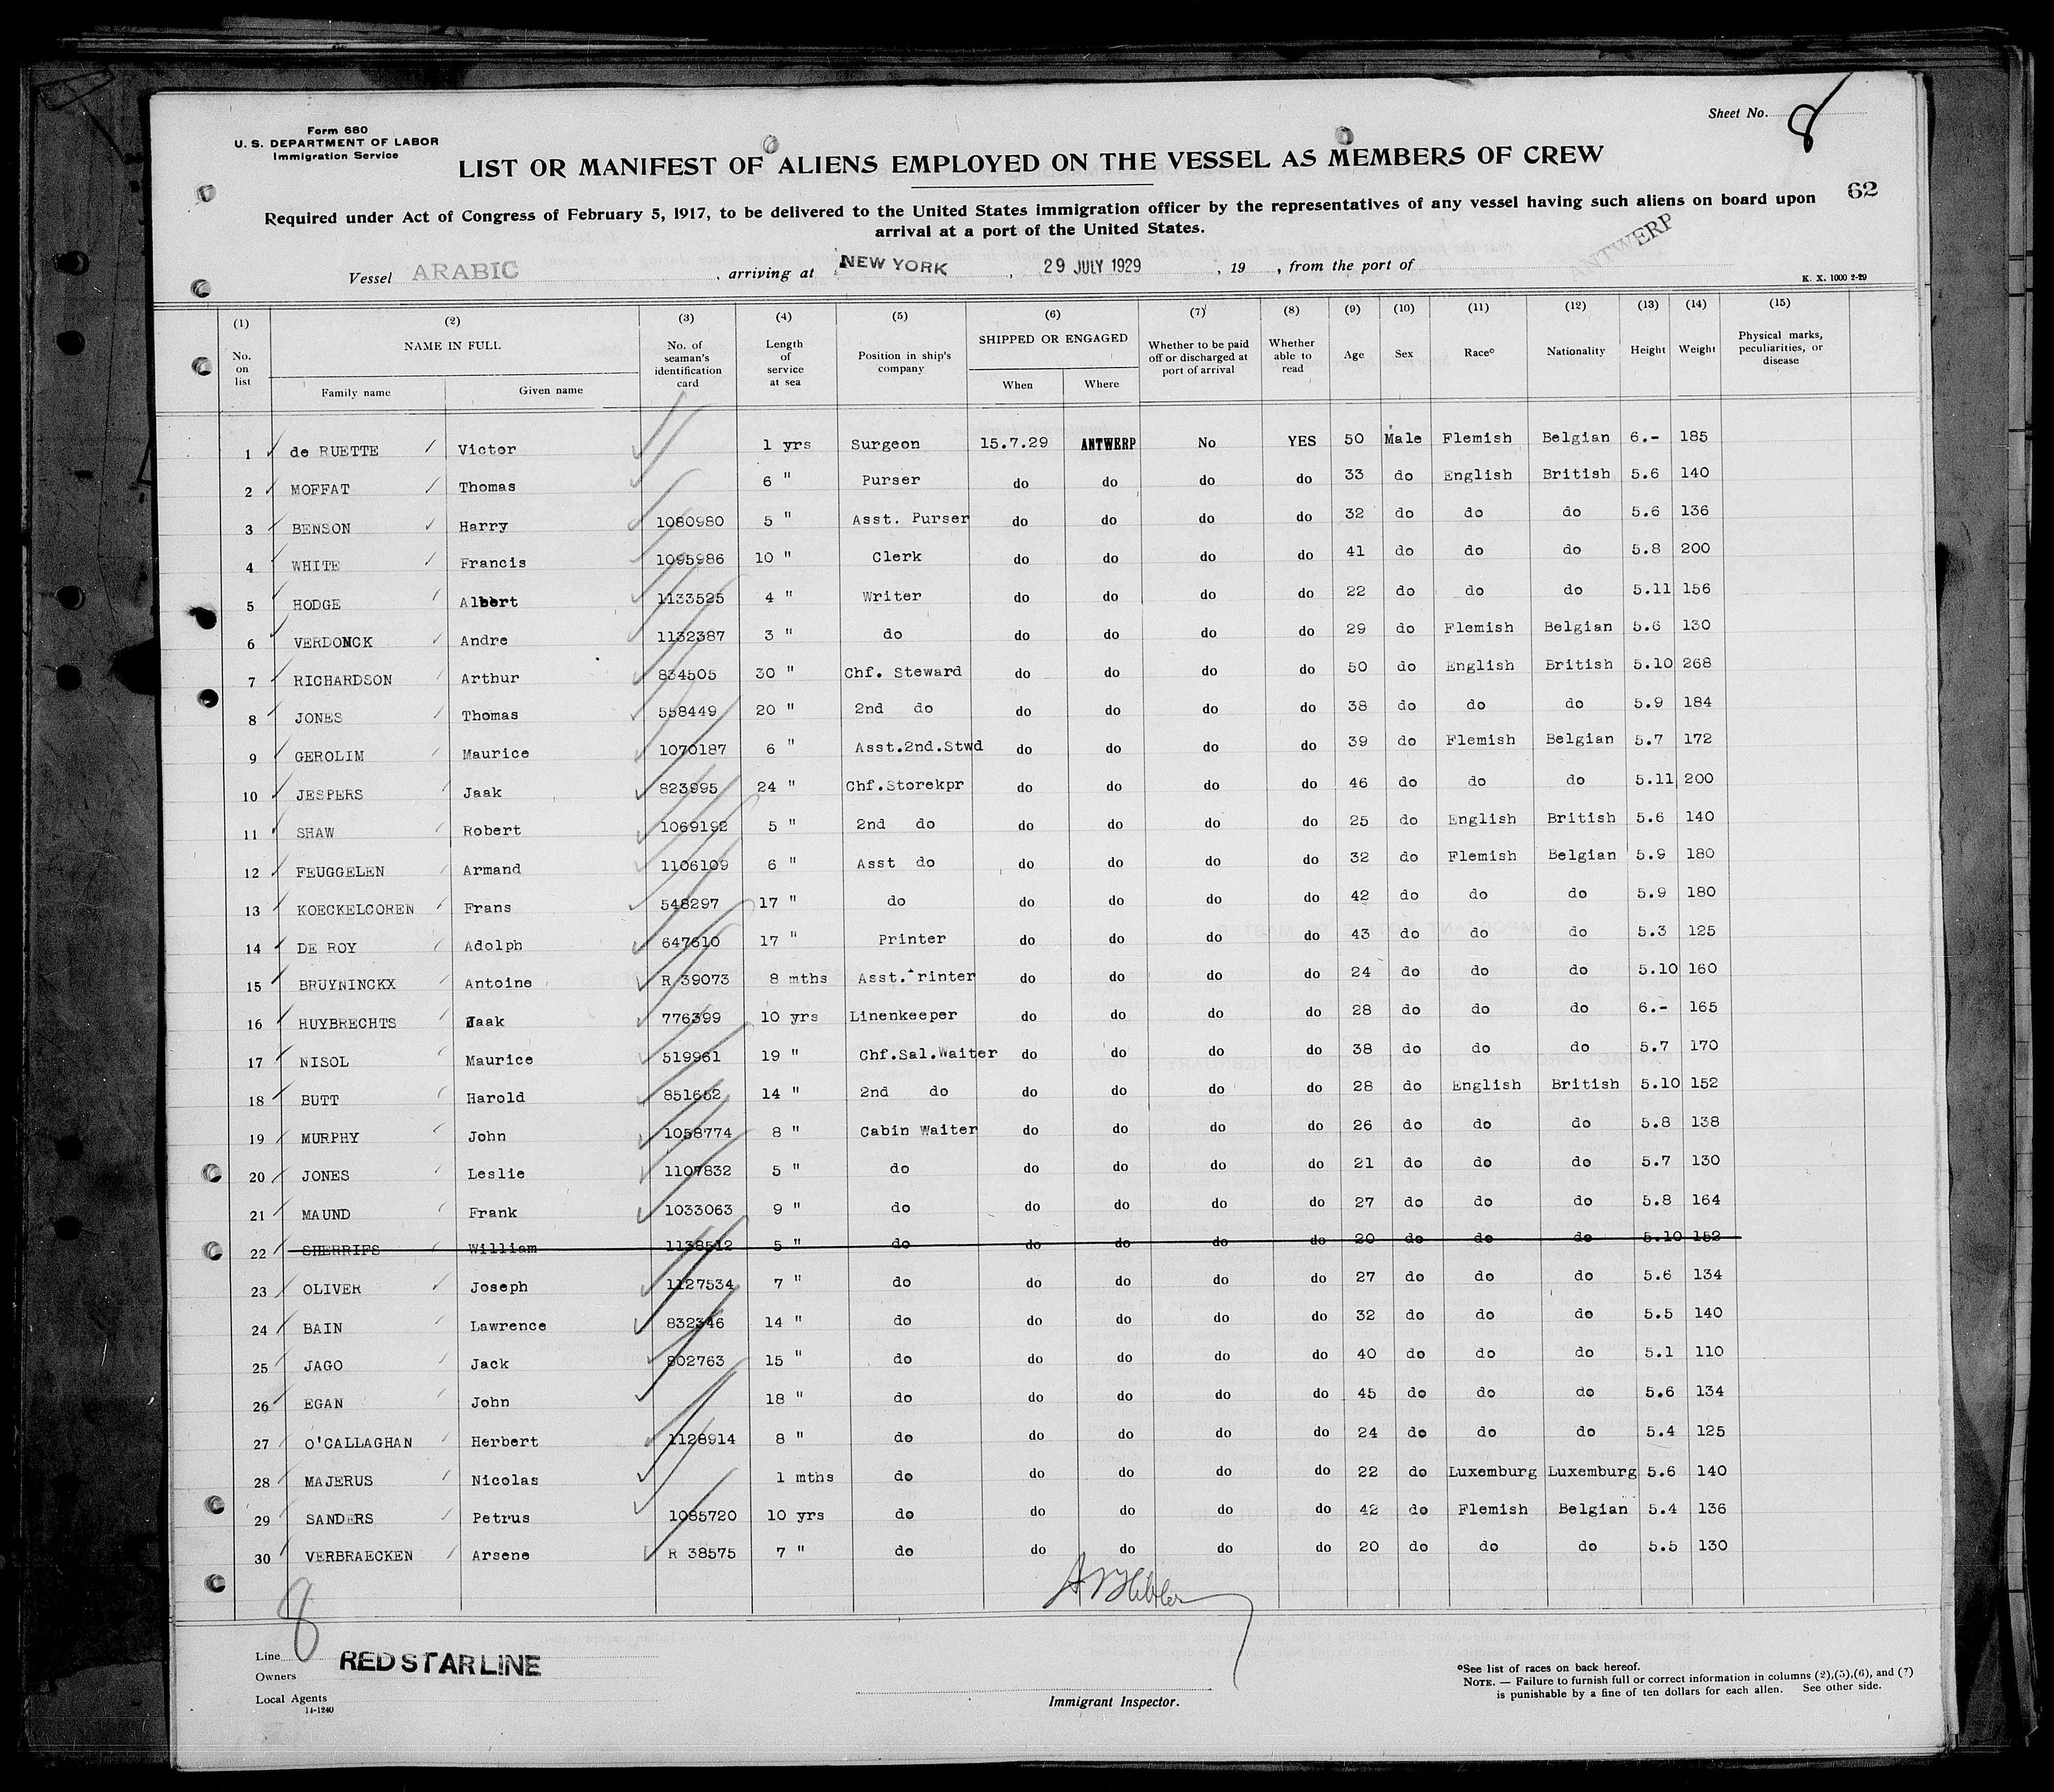 Form 680
U. S. DEPARTMENT OF LABOR
Immigration Service
Sheet No. 8
LIST OR MANIFEST OF ALIENS EMPLOYED ON THE VESSEL AS MEMBERS OF CREW
62
Required under Act of Congress of February 5, 1917, to be delivered to the United States immigration officer by the representatives of any vessel having such aliens on board upon
arrival at a port of the United States.
Vessel ARABIC, arriving at NEW YORK, 29 JULY 1929, 19 , from the port of ANTWERP
K. X. 1000 2-29
(1) (2) (3) (4) (5) (6) (7) (8) (9) (10) (11) (12) (13) (14) (15)
No. on list NAME IN FULL Family name Given name No. of seaman's identification card Length of service at sea Position in ship's company SHIPPED OR ENGAGED When Where Whether to be paid off or discharged at port of arrival Whether able to read Age Sex Race° Nationality Height Weight Physical marks, peculiarities, or disease
1 de RUETTE Victor 1 yrs Surgeon 15.7.29 ANTWERP No YES 50 Male Flemish Belgian 6.- 185
2 MOFFAT Thomas 6 " Purser do do do do 33 do English British 5.6 140
3 BENSON Harry 1080980 5 " Asst. Purser do do do do 32 do do do 5.6 136
4 WHITE Francis 1095986 10 " Clerk do do do do 41 do do do 5.8 200
5 HODGE Albert 1133525 4 " Writer do do do do 22 do do do 5.11 156
6 VERDONCK Andre 1132387 3 " do do do do do 29 do Flemish Belgian 5.6 130
7 RICHARDSON Arthur 834505 30 " Chf. Steward do do do do 50 do English British 5.10 268
8 JONES Thomas 558449 20 " 2nd do do do do do 38 do do do 5.9 184
9 GEROLIM Maurice 1070187 6 " Asst.2nd.Stwd do do do do 39 do Flemish Belgian 5.7 172
10 JESPERS Jaak 823995 24 " Chf.Storekpr do do do do 46 do do do 5.11 200
11 SHAW Robert 1069192 5 " 2nd do do do do do 25 do English British 5.6 140
12 FEUGGELEN Armand 1106109 6 " Asst do do do do do 32 do Flemish Belgian 5.9 180
13 KOECKELCOREN Frans 548297 17 " do do do do do 42 do do do 5.9 180
14 DE ROY Adolph 647610 17 " Printer do do do do 43 do do do 5.3 125
15 BRUYNINCKX Antoine R 39073 8 mths Asst. rinter do do do do 24 do do do 5.10 160
16 HUYBRECHTS Jaak 776399 10 yrs Linenkeeper do do do do 28 do do do 6.- 165
17 NISOL Maurice 519961 19 " Chf.Sal.Waiter do do do do 38 do do do 5.7 170
18 BUTT Harold 851652 14 " 2nd do do do do do 28 do English British 5.10 152
19 MURPHY John 1058774 8 " Cabin Waiter do do do do 26 do do do 5.8 138
20 JONES Leslie 1107832 5 " do do do do do 21 do do do 5.7 130
21 MAUND Frank 1033063 9 " do do do do do 27 do do do 5.8 164
22 SHERRIFS William 1138512 5 " do do do do do 20 do do do 5.10 152
23 OLIVER Joseph 1127534 7 " do do do do do 27 do do do 5.6 134
24 BAIN Lawrence 832346 14 " do do do do do 32 do do do 5.5 140
25 JAGO Jack 802763 15 " do do do do do 40 do do do 5.1 110
26 EGAN John 18 " do do do do do 45 do do do 5.6 134
27 O'CALLAGHAN Herbert 1128914 8 " do do do do do 24 do do do 5.4 125
28 MAJERUS Nicolas 1 mths do do do do do 22 do Luxemburg Luxemburg 5.6 140
29 SANDERS Petrus 1085720 10 yrs do do do do do 42 do Flemish Belgian 5.4 136
30 VERBRAECKEN Arsene R 38575 7 " do do do do do 20 do do do 5.5 130
8
Line RED STAR LINE
Owners
Local Agents
14-1240
Immigrant Inspector.
°See list of races on back hereof.
NOTE. — Failure to furnish full or correct information in columns (2),(5),(6), and (7)
is punishable by a fine of ten dollars for each alien. See other side.